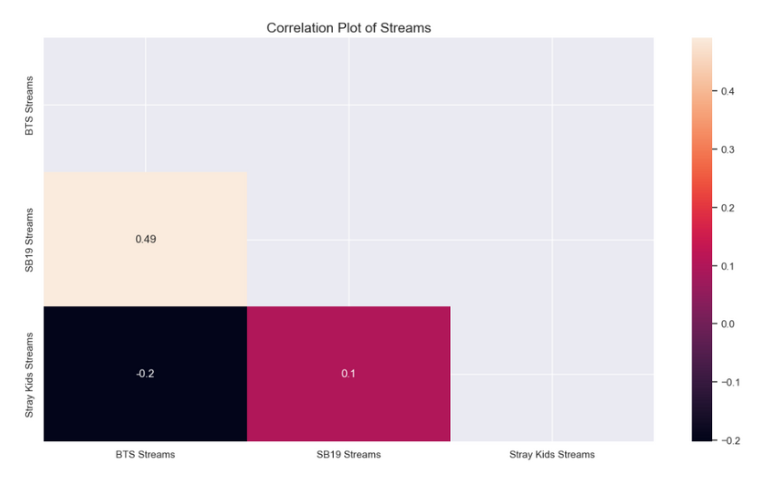 Correlation Plot of Streams
BTS Streams
SB19 Streams
Stray Kids Streams
0.49
-0.2
0.1
BTS Streams
SB19 Streams
Stray Kids Streams
0.4
0.3
0.2
0.1
0.0
−0.1
−0.2